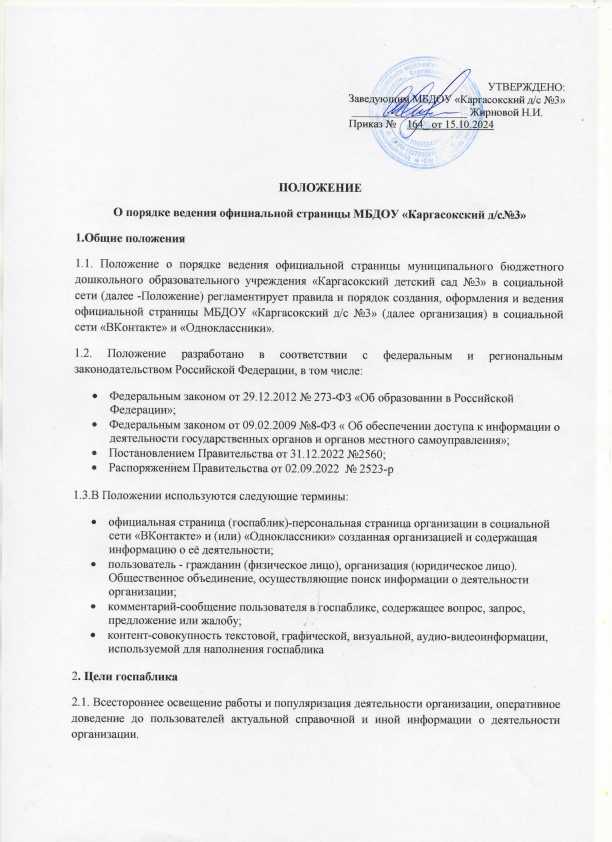 УТВЕРЖДЕНО:
Заведующим МБДОУ «Каргасокский д/с №3»
Жирновой Н.И.
Приказ № 164 от 15.10.2024
ПОЛОЖЕНИЕ
О порядке ведения официальной страницы МБДОУ «Каргасокский д/с№3»
1.Общие положения
1.1. Положение о порядке ведения официальной страницы муниципального бюджетного
дошкольного образовательного учреждения «Каргасокский детский сад №3» в социальной
сети (далее -Положение) регламентирует правила и порядок создания, оформления и ведения
официальной страницы МБДОУ «Каргасокский д/с №3» (далее организация) в социальной
сети «ВКонтакте» и «Одноклассники».
1.2. Положение разработано в соответствии с федеральным и региональным
законодательством Российской Федерации, в том числе:
• Федеральным законом от 29.12.2012 № 273-ФЗ «Об образовании в Российской
Федерации»;
• Федеральным законом от 09.02.2009 №8-ФЗ « Об обеспечении доступа к информации о
деятельности государственных органов и органов местного самоуправления»;
• Постановлением Правительства от 31.12.2022 №2560;
• Распоряжением Правительства от 02.09.2022 № 2523-р
1.3.В Положении используются следующие термины:
• официальная страница (госпаблик)-персональная страница организации в социальной
сети «ВКонтакте» и (или) «Одноклассники» созданная организацией и содержащая
информацию о её деятельности;
• пользователь - гражданин (физическое лицо), организация (юридическое лицо).
Общественное объединение, осуществляющие поиск информации о деятельности
организации;
• комментарий-сообщение пользователя в госпаблике, содержащее вопрос, запрос,
предложение или жалобу;
• контент-совокупность текстовой, графической, визуальной, аудио-видеоинформации,
используемой для наполнения госпаблика
2. Цели госпаблика
2.1. Всестороннее освещение работы и популяризация деятельности организации, оперативное
доведение до пользователей актуальной справочной и иной информации о деятельности
организации.